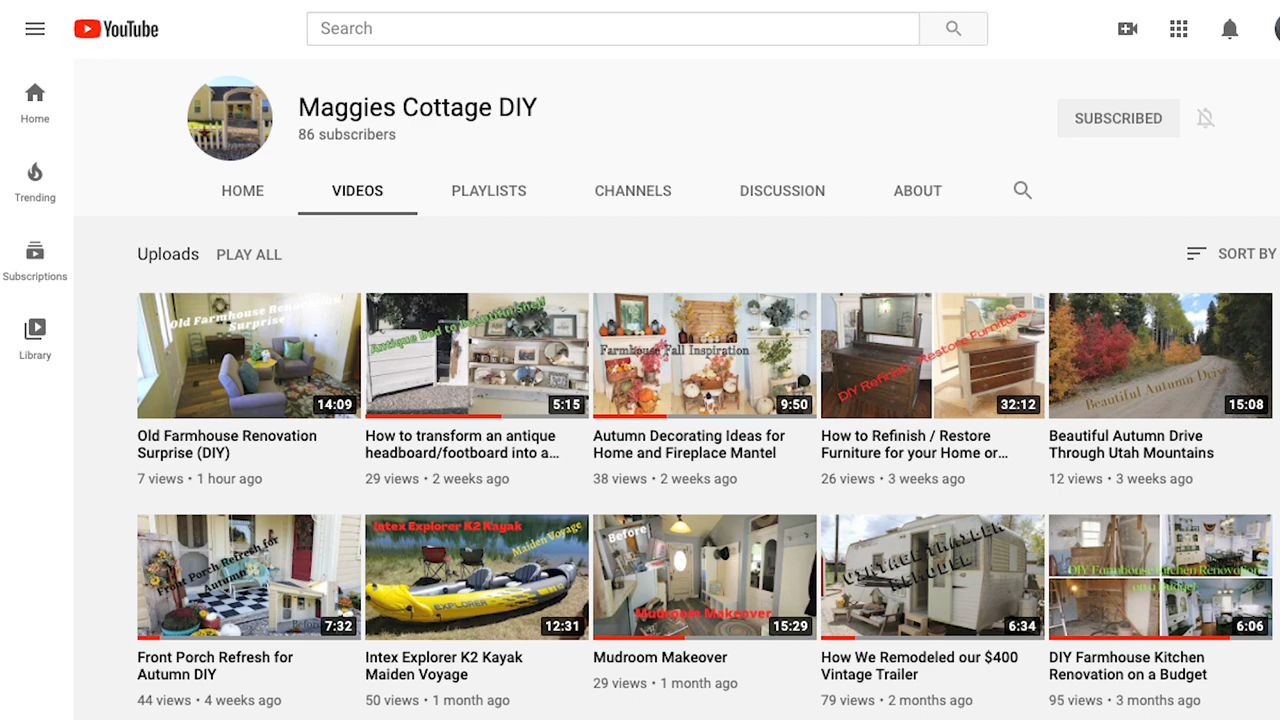 YouTube
Search
Home
Trending
Subscriptions
Library
Maggies Cottage DIY
86 subscribers
SUBSCRIBED
HOME
VIDEOS
PLAYLISTS
CHANNELS
DISCUSSION
ABOUT
Uploads
PLAY ALL
SORT BY
Old Farmhouse Renovation
Surprise
14:09
Old Farmhouse Renovation
Surprise (DIY)
7 views • 1 hour ago
Antique Bed to Beautiful Shelf
5:15
How to transform an antique
headboard/footboard into a...
29 views • 2 weeks ago
Farmhouse Fall Inspiration
9:50
Autumn Decorating Ideas for
Home and Fireplace Mantel
38 views • 2 weeks ago
DIY Refinish
Restore Furniture
32:12
How to Refinish / Restore
Furniture for your Home or...
26 views • 3 weeks ago
Beautiful Autumn Drive
15:08
Beautiful Autumn Drive
Through Utah Mountains
12 views • 3 weeks ago
Front Porch Refresh for
Autumn
7:32
Front Porch Refresh for
Autumn DIY
44 views • 4 weeks ago
Intex Explorer K2 Kayak
Maiden Voyage
EXPLORER
12:31
Intex Explorer K2 Kayak
Maiden Voyage
50 views • 1 month ago
Before
Mudroom Makeover
15:29
Mudroom Makeover
29 views • 1 month ago
VINTAGE TRAILER
REMODEL
6:34
How We Remodeled our $400
Vintage Trailer
79 views • 2 months ago
DIY Farmhouse Kitchen Renovation
on a Budget
6:06
DIY Farmhouse Kitchen
Renovation on a Budget
95 views • 3 months ago